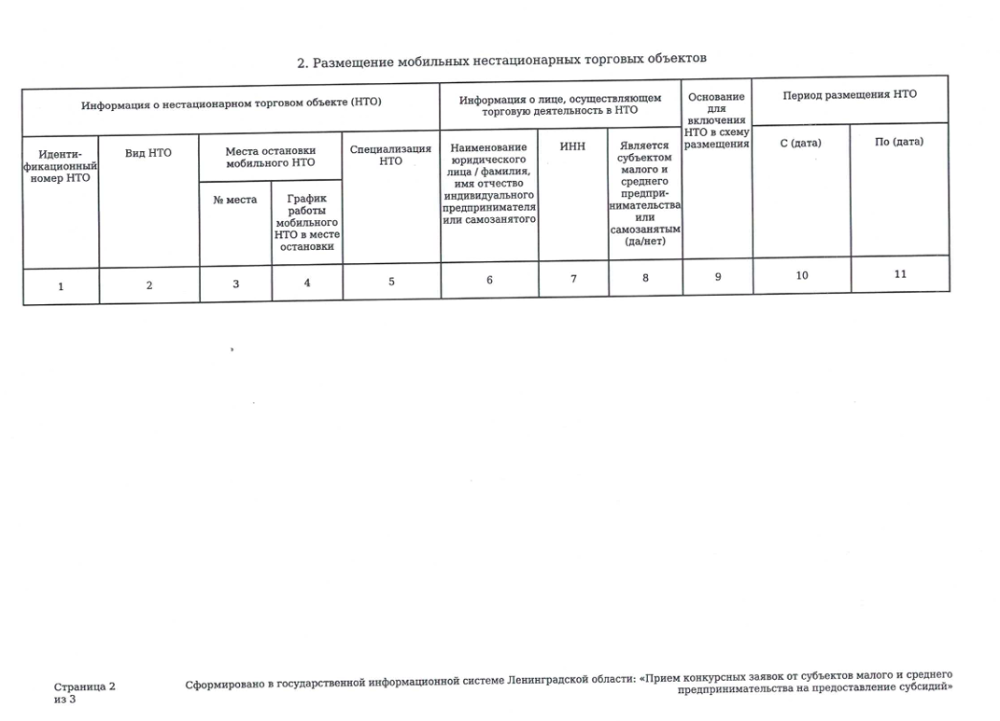 2. Размещение мобильных нестационарных торговых объектов
Информация о нестационарном торговом объекте (НТО)
Информация о лице, осуществляющем
торговую деятельность в НТО
Основание
для
включения
НТО в схему
размещения
Период размещения НТО
Иденти-
фикационный
номер НТО
Вид НТО
Места остановки
мобильного НТО
Специализация
НТО
Наименование
юридического
лица / фамилия,
имя отчество
индивидуального
предпринимателя
или самозанятого
ИНН
Является
субъектом
малого и
среднего
предпри-
нимательства
или
самозанятым
(да/нет)
С (дата)
По (дата)
№ места
График
работы
мобильного
НТО в месте
остановки
1
2
3
4
5
6
7
8
9
10
11
Страница 2
из 3
Сформировано в государственной информационной системе Ленинградской области: «Прием конкурсных заявок от субъектов малого и среднего
предпринимательства на предоставление субсидий»